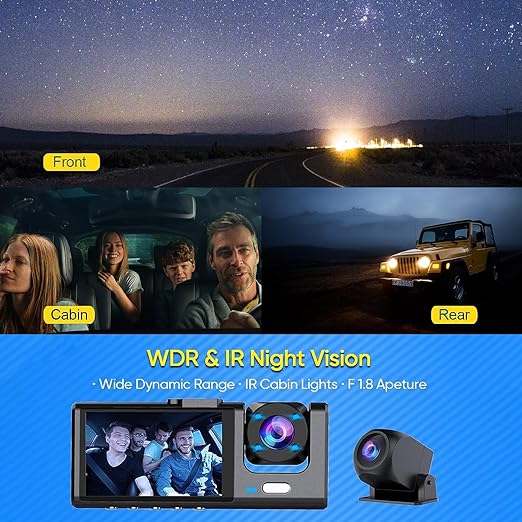 Front
Cabin
Rear
WDR & IR Night Vision
· Wide Dynamic Range · IR Cabin Lights · F 1.8 Apeture